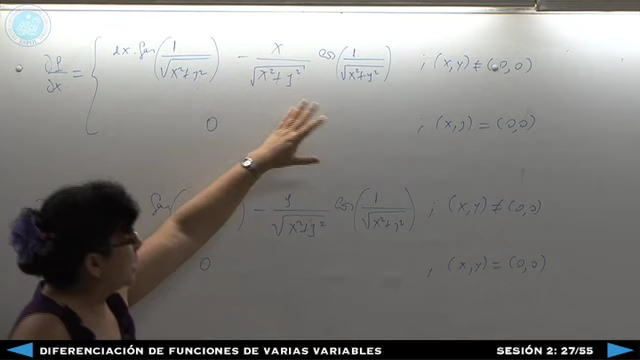 ∂f/∂x = { 2x·Sen(1/√(x²+y²)) − x/√(x²+y²) Cos(1/√(x²+y²)) ; (x,y) ≠ (0,0)
0 ; (x,y) = (0,0)
Sen( ) − y/√(x²+y²) Cos(1/√(x²+y²)) ; (x,y) ≠ (0,0)
0 , (x,y) = (0,0)
DIFERENCIACIÓN DE FUNCIONES DE VARIAS VARIABLES
SESIÓN 2: 27/55